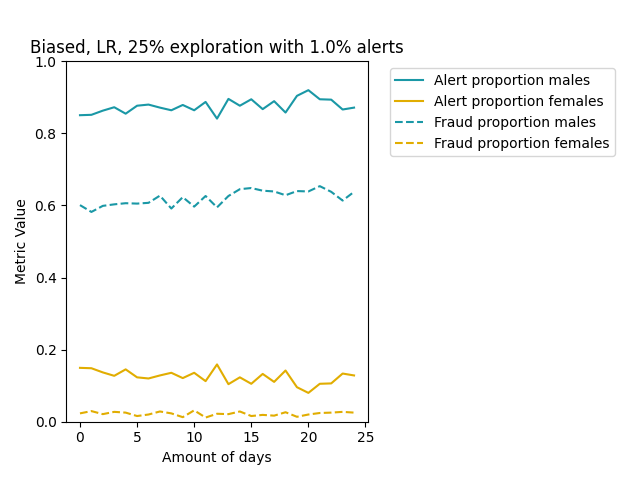 Biased, LR, 25% exploration with 1.0% alerts
1.0
0.8
0.6
0.4
0.2
0.0
Metric Value
0 5 10 15 20 25
Amount of days
Alert proportion males
Alert proportion females
Fraud proportion males
Fraud proportion females